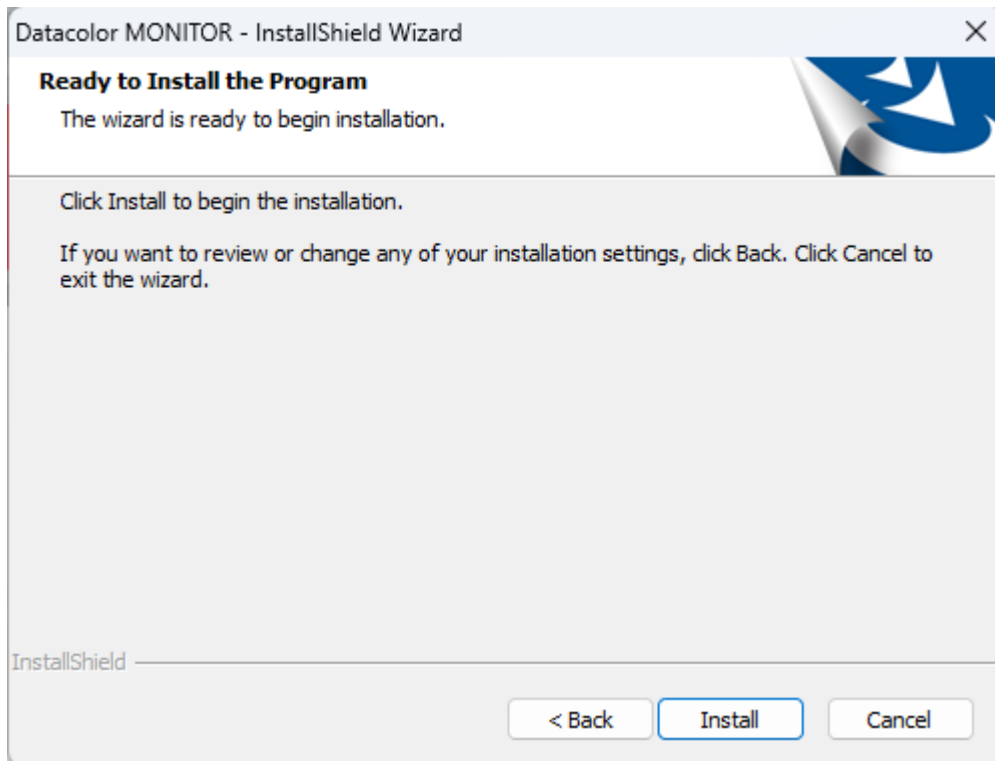 Datacolor MONITOR - InstallShield Wizard
Ready to Install the Program
The wizard is ready to begin installation.
Click Install to begin the installation.
If you want to review or change any of your installation settings, click Back. Click Cancel to
exit the wizard.
InstallShield
< Back
Install
Cancel